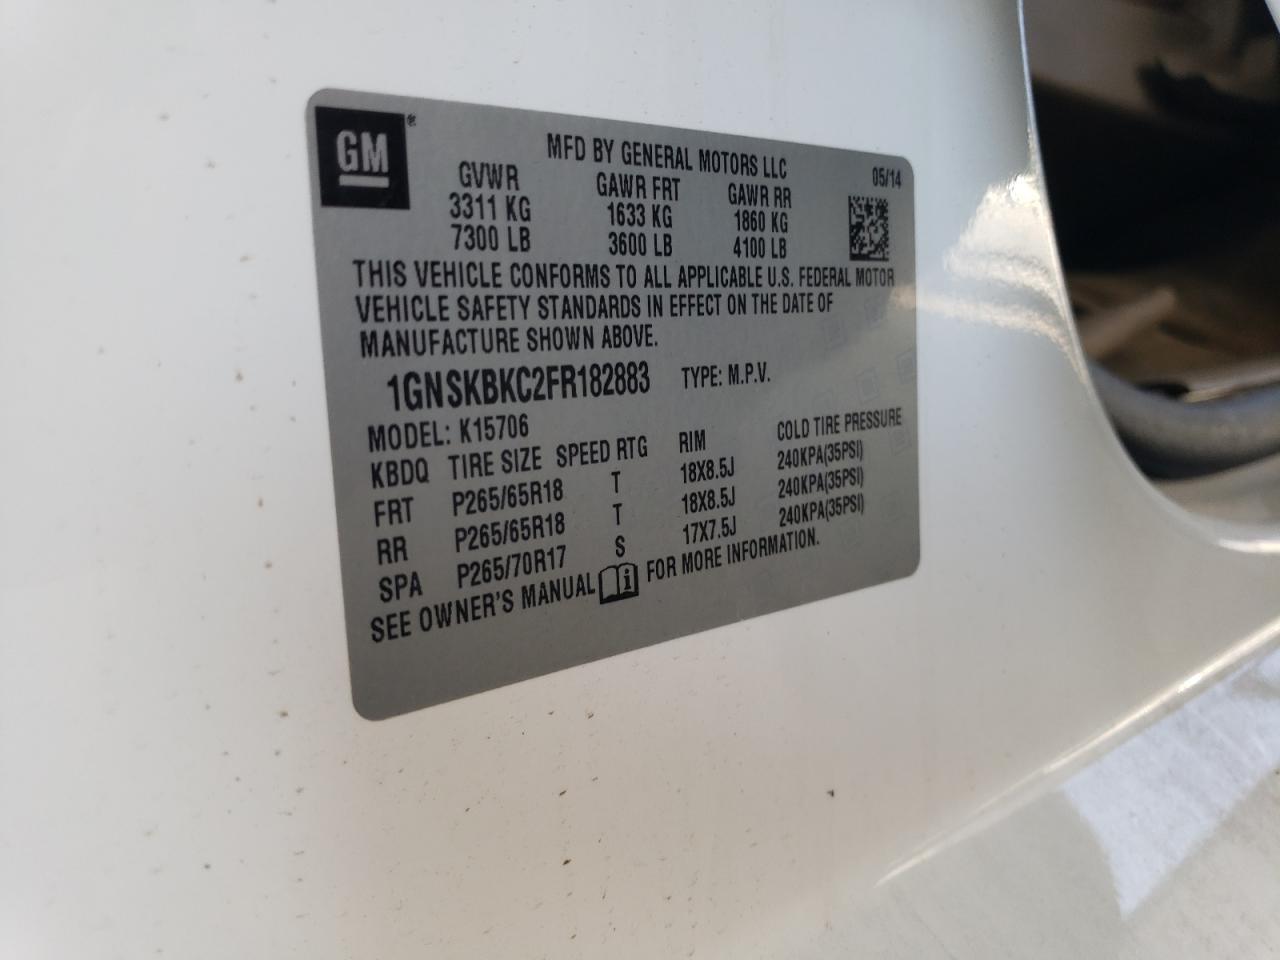 GM®
MFD BY GENERAL MOTORS LLC
05/14
GVWR GAWR FRT GAWR RR
3311 KG 1633 KG 1860 KG
7300 LB 3600 LB 4100 LB
THIS VEHICLE CONFORMS TO ALL APPLICABLE U.S. FEDERAL MOTOR
VEHICLE SAFETY STANDARDS IN EFFECT ON THE DATE OF
MANUFACTURE SHOWN ABOVE.
1GNSKBKC2FR182883 TYPE: M.P.V.
MODEL: K15706
KBDQ TIRE SIZE SPEED RTG RIM COLD TIRE PRESSURE
FRT P265/65R18 T 18X8.5J 240KPA(35PSI)
RR P265/65R18 T 18X8.5J 240KPA(35PSI)
SPA P265/70R17 S 17X7.5J 240KPA(35PSI)
SEE OWNER'S MANUAL i FOR MORE INFORMATION.